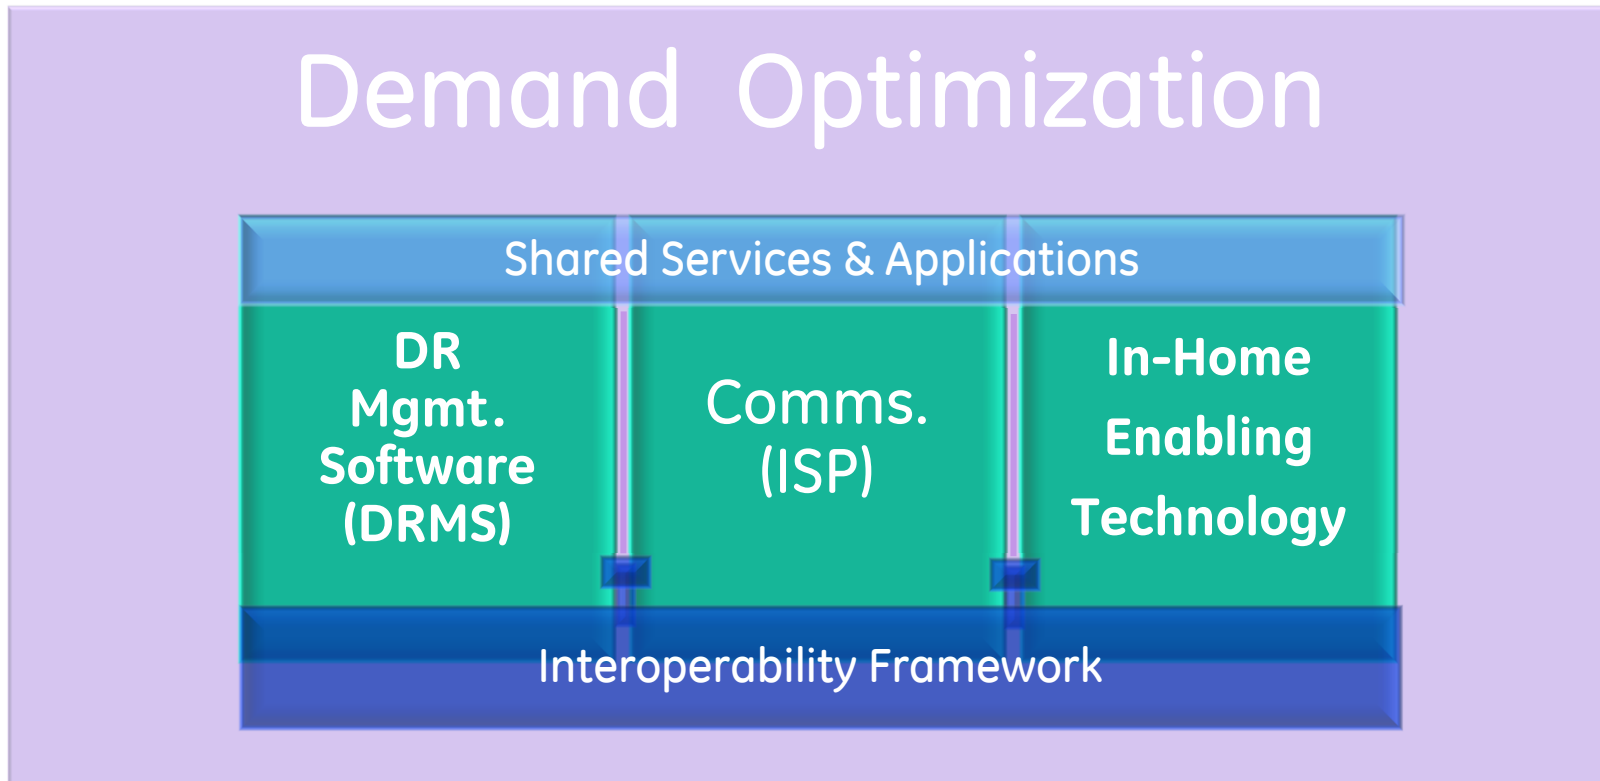 Demand Optimization
Shared Services & Applications
DR
Mgmt.
Software
(DRMS)
Comms.
(ISP)
In-Home
Enabling
Technology
Interoperability Framework